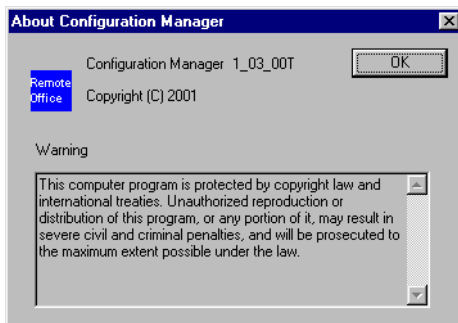 About Configuration Manager
Configuration Manager 1_03_00T
OK
Remote
Office
Copyright (C) 2001
Warning
This computer program is protected by copyright law and
international treaties. Unauthorized reproduction or
distribution of this program, or any portion of it, may result in
severe civil and criminal penalties, and will be prosecuted to
the maximum extent possible under the law.